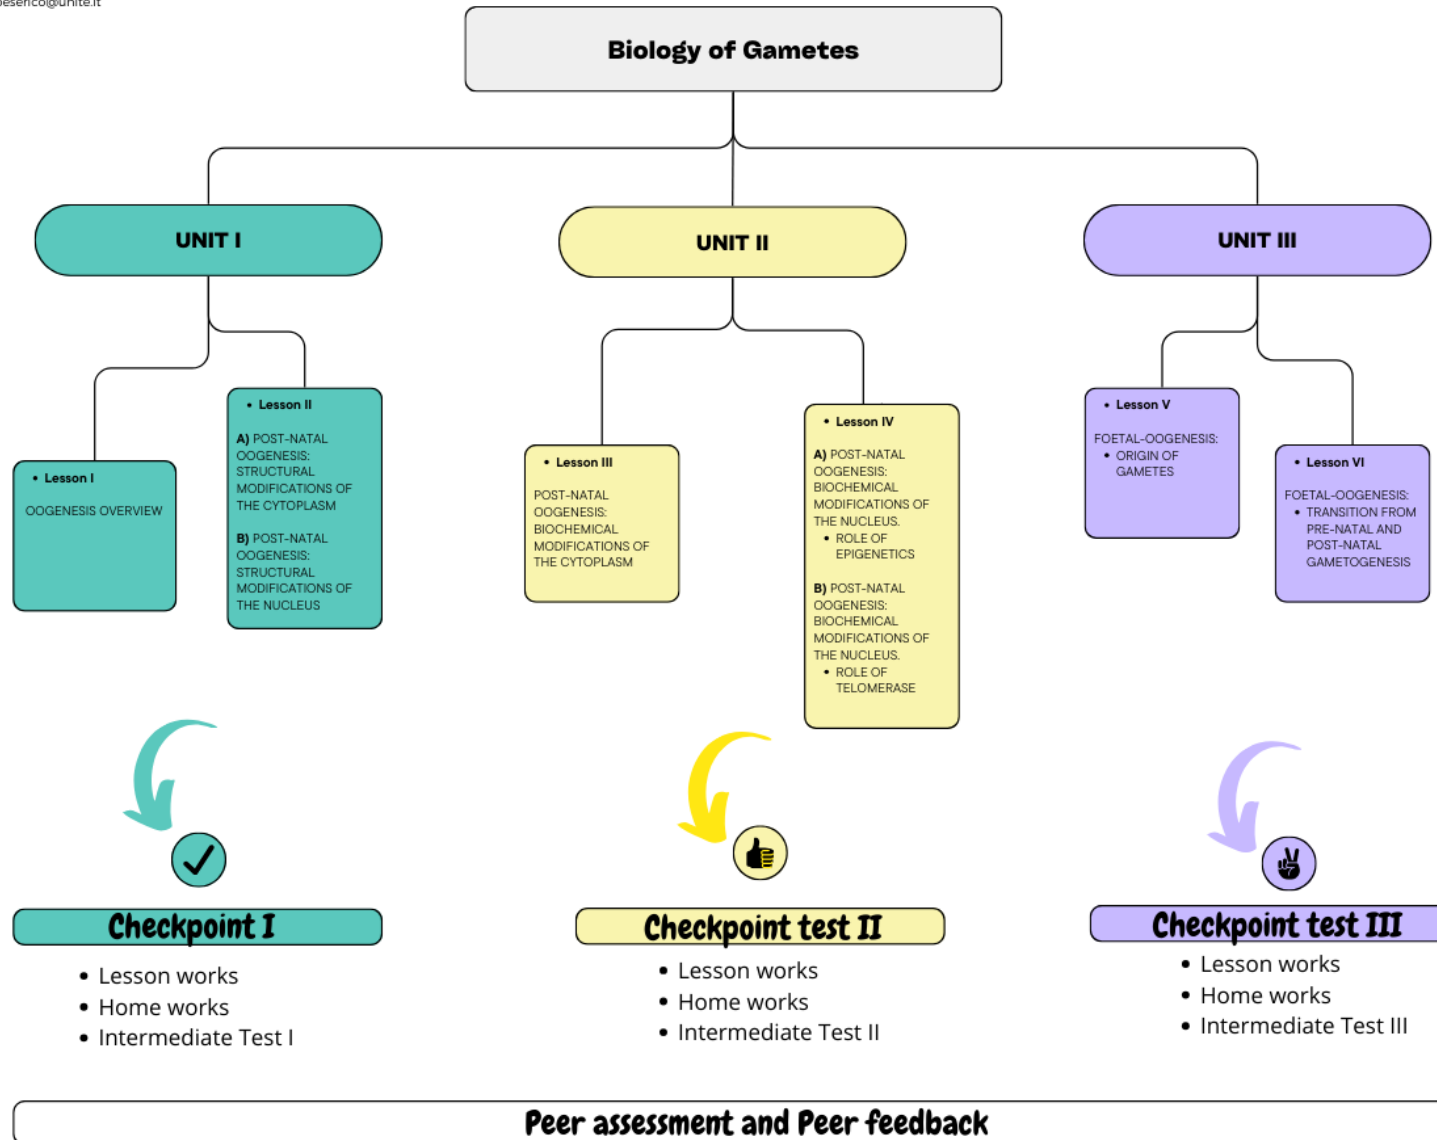 peserico@unite.it
Biology of Gametes
UNIT I
UNIT II
UNIT III
• Lesson I
OOGENESIS OVERVIEW
• Lesson II
A) POST-NATAL
OOGENESIS:
STRUCTURAL
MODIFICATIONS OF
THE CYTOPLASM
B) POST-NATAL
OOGENESIS:
STRUCTURAL
MODIFICATIONS OF
THE NUCLEUS
• Lesson III
POST-NATAL
OOGENESIS:
BIOCHEMICAL
MODIFICATIONS OF
THE CYTOPLASM
• Lesson IV
A) POST-NATAL
OOGENESIS:
BIOCHEMICAL
MODIFICATIONS OF
THE NUCLEUS.
• ROLE OF
EPIGENETICS
B) POST-NATAL
OOGENESIS:
BIOCHEMICAL
MODIFICATIONS OF
THE NUCLEUS.
• ROLE OF
TELOMERASE
• Lesson V
FOETAL-OOGENESIS:
• ORIGIN OF
GAMETES
• Lesson VI
FOETAL-OOGENESIS:
• TRANSITION FROM
PRE-NATAL AND
POST-NATAL
GAMETOGENESIS
Checkpoint I
• Lesson works
• Home works
• Intermediate Test I
Checkpoint test II
• Lesson works
• Home works
• Intermediate Test II
Checkpoint test III
• Lesson works
• Home works
• Intermediate Test III
Peer assessment and Peer feedback